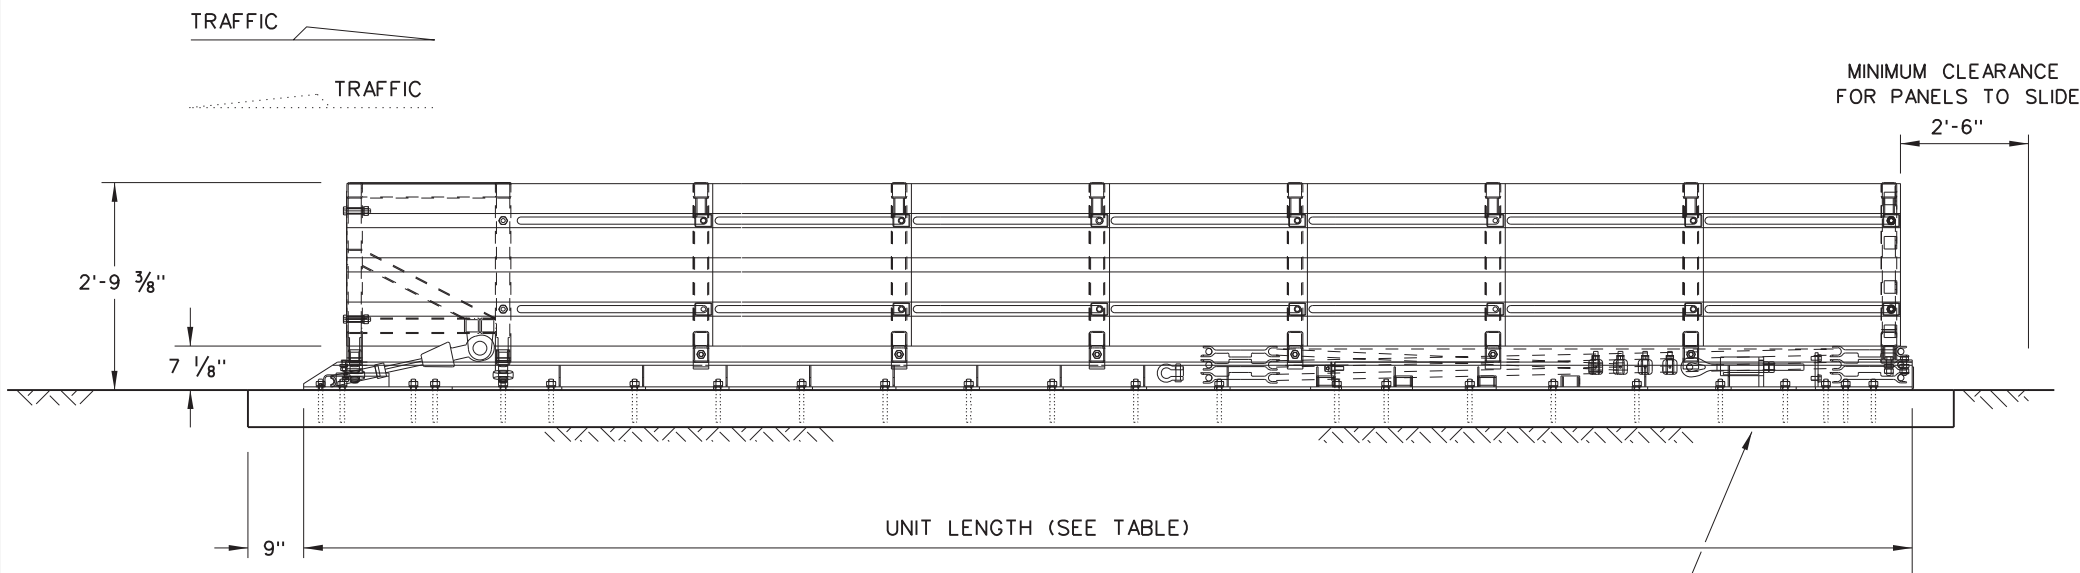 TRAFFIC
TRAFFIC
MINIMUM CLEARANCE
FOR PANELS TO SLIDE
2'-6"
2'-9 ⅜"
7 ⅛"
UNIT LENGTH (SEE TABLE)
9"